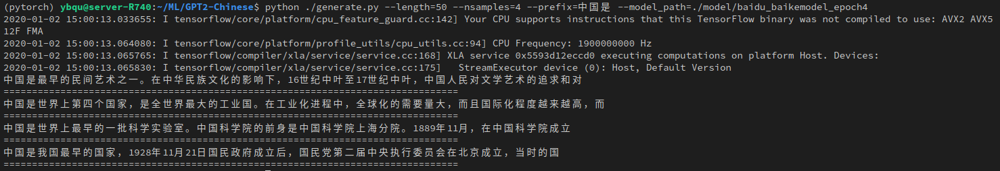 (pytorch) ybqu@server-R740:~/ML/GPT2-Chinese$ python ./generate.py --length=50 --nsamples=4 --prefix=中国是 --model_path=./model/baidu_baikemodel_epoch4
2020-01-02 15:00:13.033655: I tensorflow/core/platform/cpu_feature_guard.cc:142] Your CPU supports instructions that this TensorFlow binary was not compiled to use: AVX2 AVX5
12F FMA
2020-01-02 15:00:13.064080: I tensorflow/core/platform/profile_utils/cpu_utils.cc:94] CPU Frequency: 1900000000 Hz
2020-01-02 15:00:13.065765: I tensorflow/compiler/xla/service/service.cc:168] XLA service 0x5593d12eccd0 executing computations on platform Host. Devices:
2020-01-02 15:00:13.065830: I tensorflow/compiler/xla/service/service.cc:175]   StreamExecutor device (0): Host, Default Version
中国是最早的民间艺术之一。在中华民族文化的影响下，16世纪中叶至17世纪中叶，中国人民对文学艺术的追求和对
================================================================================
中国是世界上第四个国家，是全世界最大的工业国。在工业化进程中，全球化的需要量大，而且国际化程度越来越高，而
================================================================================
中国是世界上最早的一批科学实验室。中国科学院的前身是中国科学院上海分院。1889年11月，在中国科学院成立
================================================================================
中国是我国最早的国家，1928年11月21日国民政府成立后，国民党第二届中央执行委员会在北京成立，当时的国
================================================================================